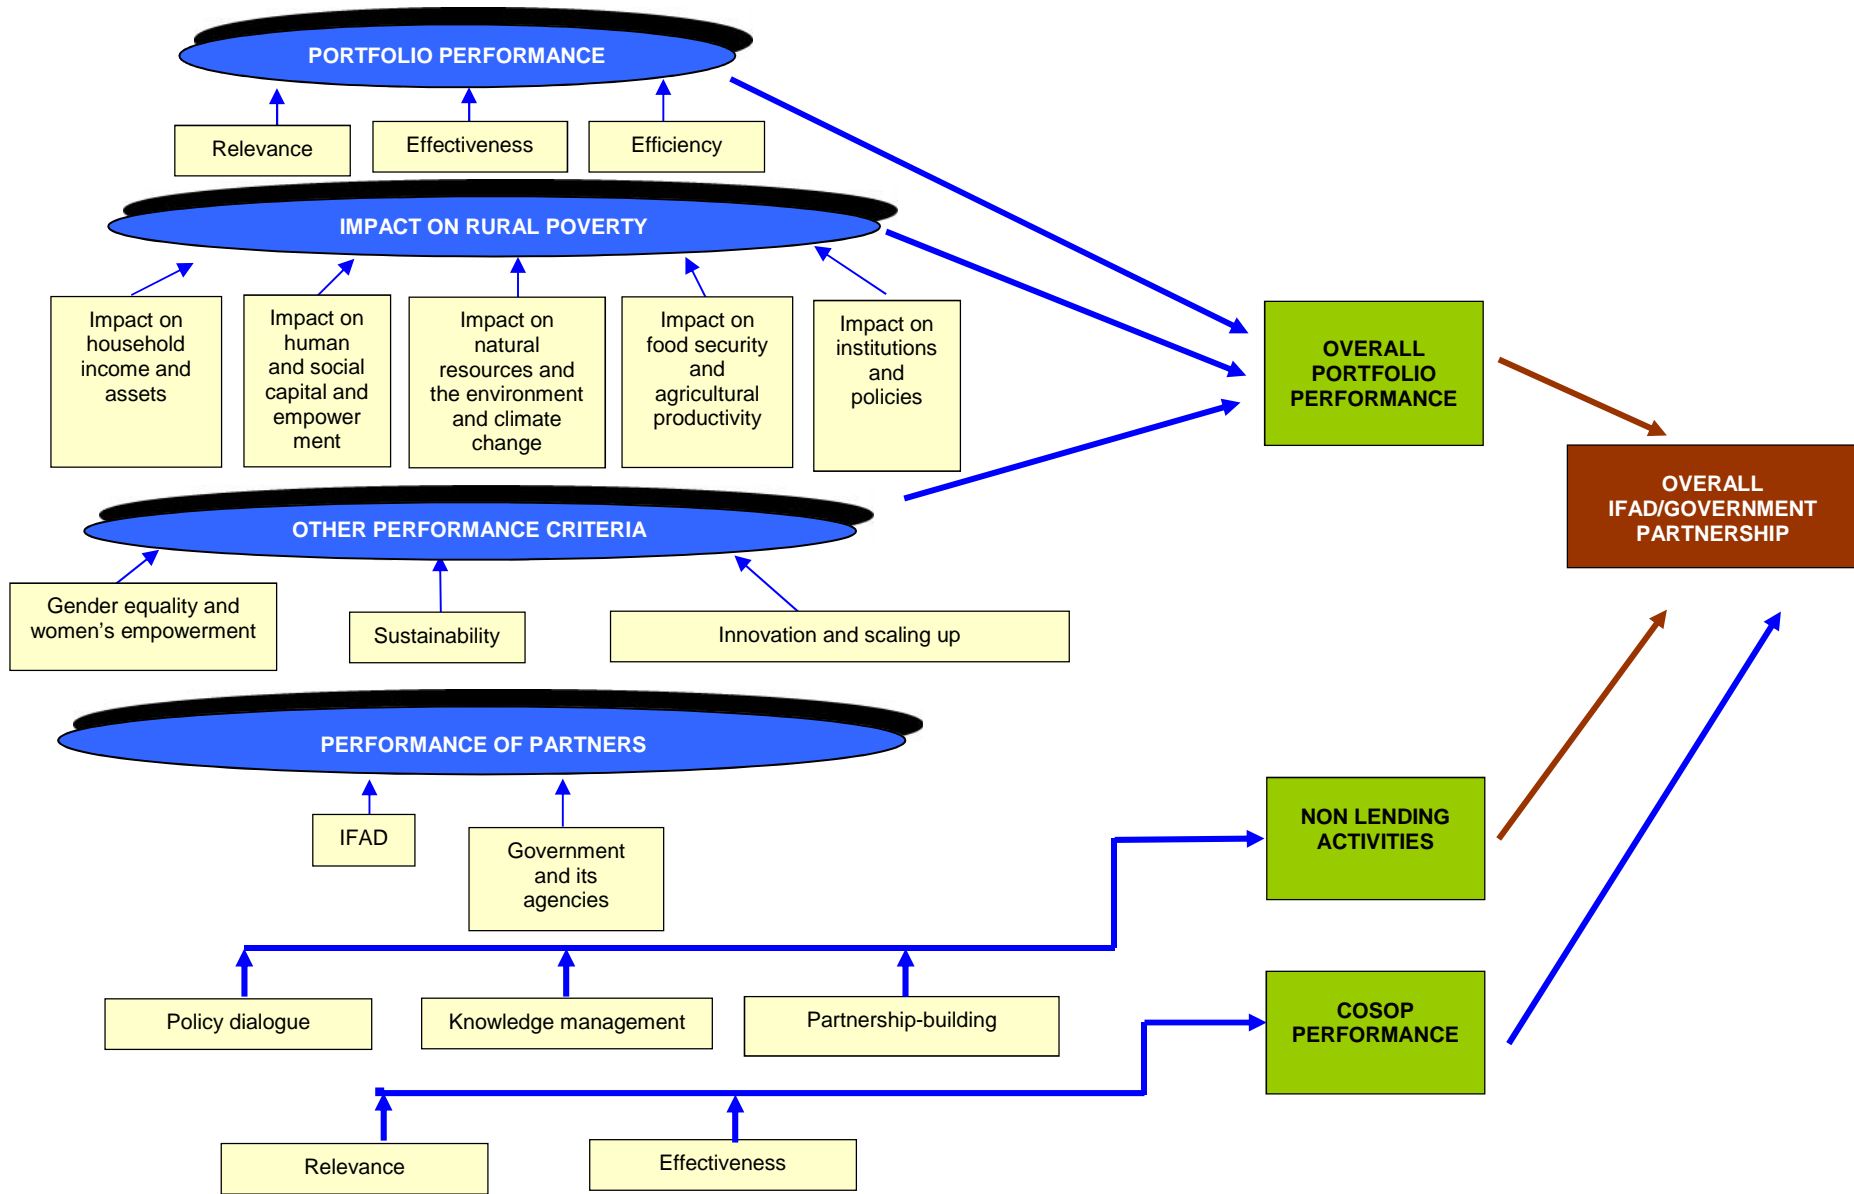 PORTFOLIO PERFORMANCE
Relevance
Effectiveness
Efficiency
IMPACT ON RURAL POVERTY
Impact on
household
income and
assets
Impact on
human
and social
capital and
empower
ment
Impact on
natural
resources and
the environment
and climate
change
Impact on
food security
and
agricultural
productivity
Impact on
institutions
and
policies
OVERALL
PORTFOLIO
PERFORMANCE
OVERALL
IFAD/GOVERNMENT
PARTNERSHIP
OTHER PERFORMANCE CRITERIA
Gender equality and
women's empowerment
Sustainability
Innovation and scaling up
PERFORMANCE OF PARTNERS
IFAD
Government
and its
agencies
NON LENDING
ACTIVITIES
Policy dialogue
Knowledge management
Partnership-building
COSOP
PERFORMANCE
Relevance
Effectiveness